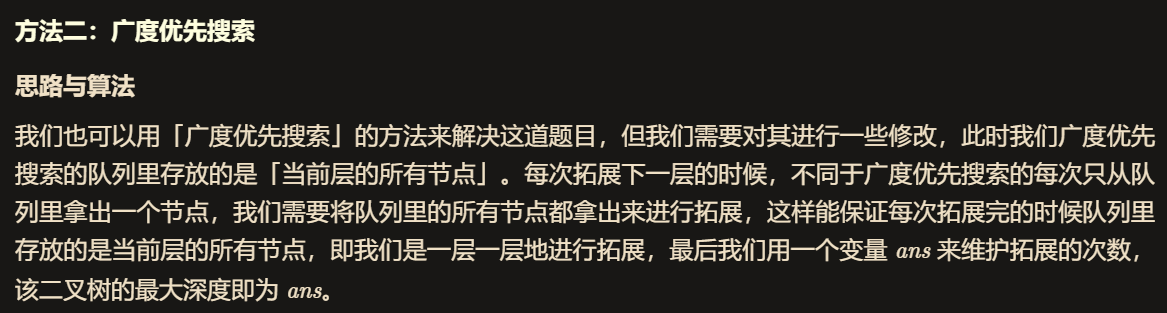 方法二：广度优先搜索
思路与算法
我们也可以用「广度优先搜索」的方法来解决这道题目，但我们需要对其进行一些修改，此时我们广度优先
搜索的队列里存放的是「当前层的所有节点」。每次拓展下一层的时候，不同于广度优先搜索的每次只从队
列里拿出一个节点，我们需要将队列里的所有节点都拿出来进行拓展，这样能保证每次拓展完的时候队列里
存放的是当前层的所有节点，即我们是一层一层地进行拓展，最后我们用一个变量 ans 来维护拓展的次数，
该二叉树的最大深度即为 ans。